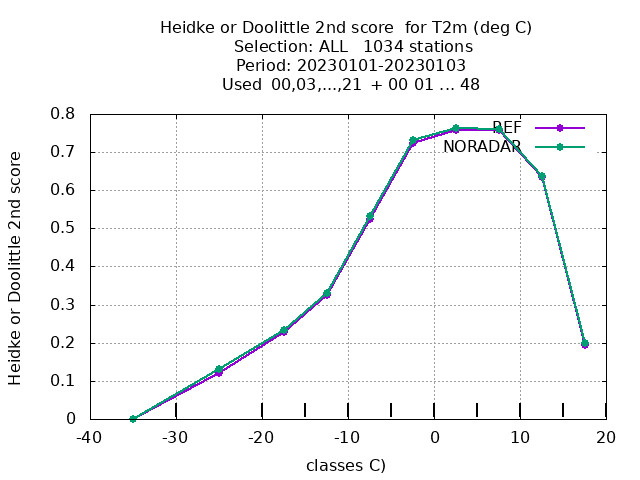 Heidke or Doolittle 2nd score  for T2m (deg C)
Selection: ALL   1034 stations
Period: 20230101-20230103
Used  00,03,...,21  + 00 01 ... 48
REF
NORADAR
Heidke or Doolittle 2nd score
0.8
0.7
0.6
0.5
0.4
0.3
0.2
0.1
0
-40 -30 -20 -10 0 10 20
classes C)